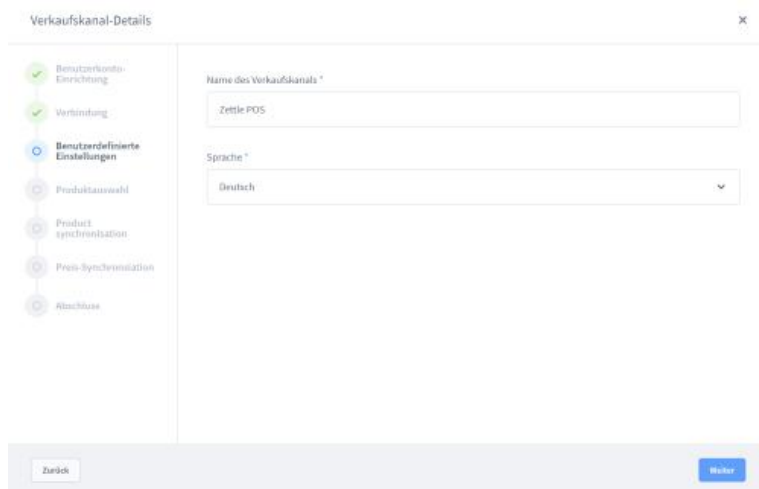 Verkaufskanal-Details
Benutzerkonto-
Einrichtung
Verbindung
Benutzerdefinierte
Einstellungen
Produktauswahl
Product
synchronisation
Preis-Synchronisation
Abschluss
Name des Verkaufskanals *
Zettle POS
Sprache *
Deutsch
Zurück
Weiter